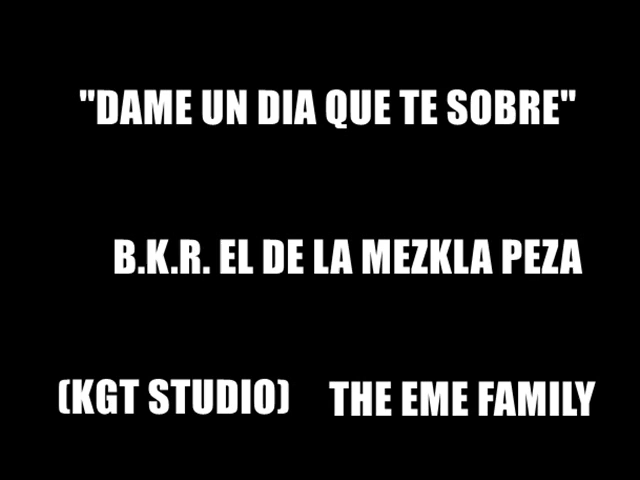 "DAME UN DIA QUE TE SOBRE"
B.K.R. EL DE LA MEZKLA PEZA
(KGT STUDIO) THE EME FAMILY